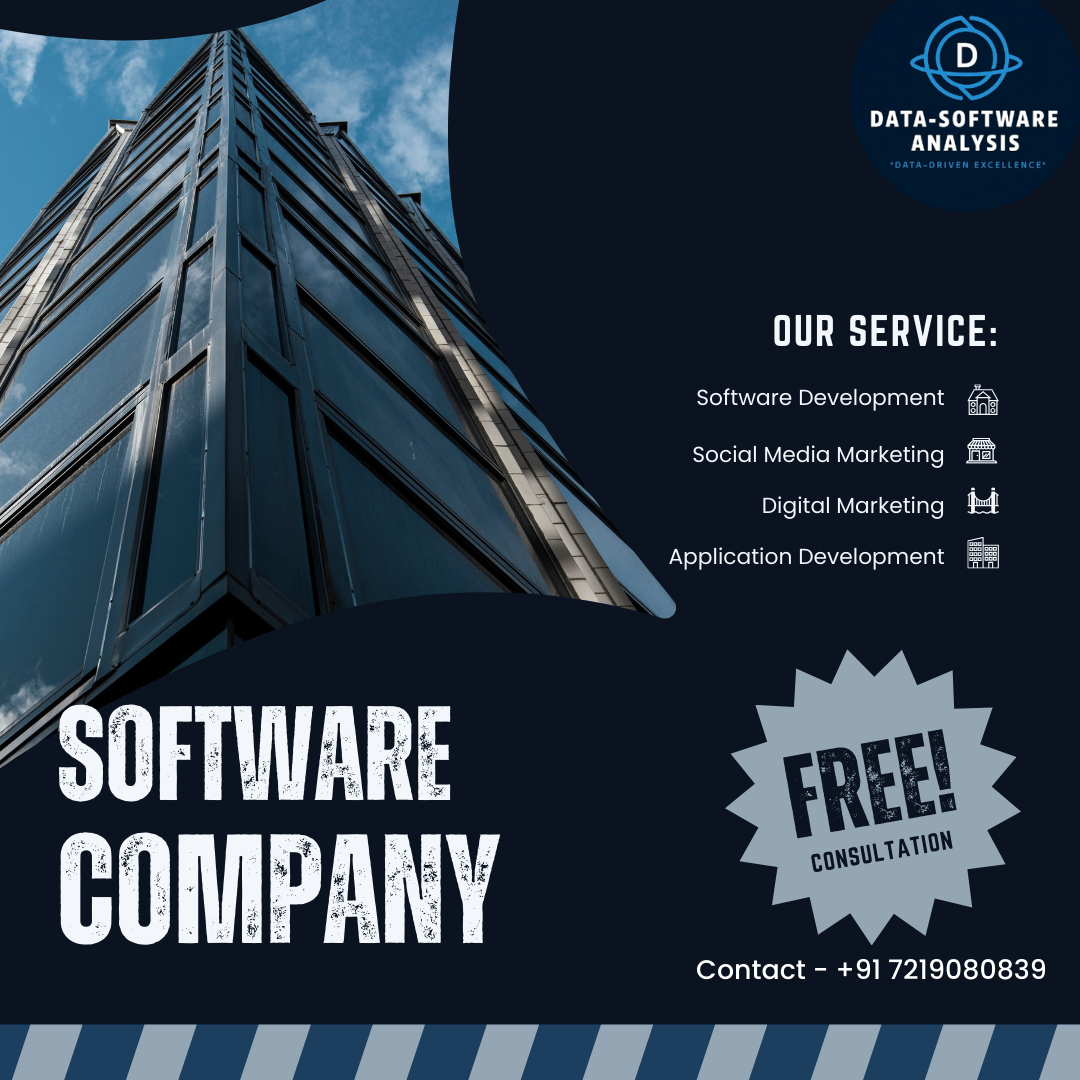 D
DATA-SOFTWARE
ANALYSIS
"DATA-DRIVEN EXCELLENCE"
OUR SERVICE:
Software Development
Social Media Marketing
Digital Marketing
Application Development
SOFTWARE
COMPANY
FREE!
CONSULTATION
Contact - +91 7219080839